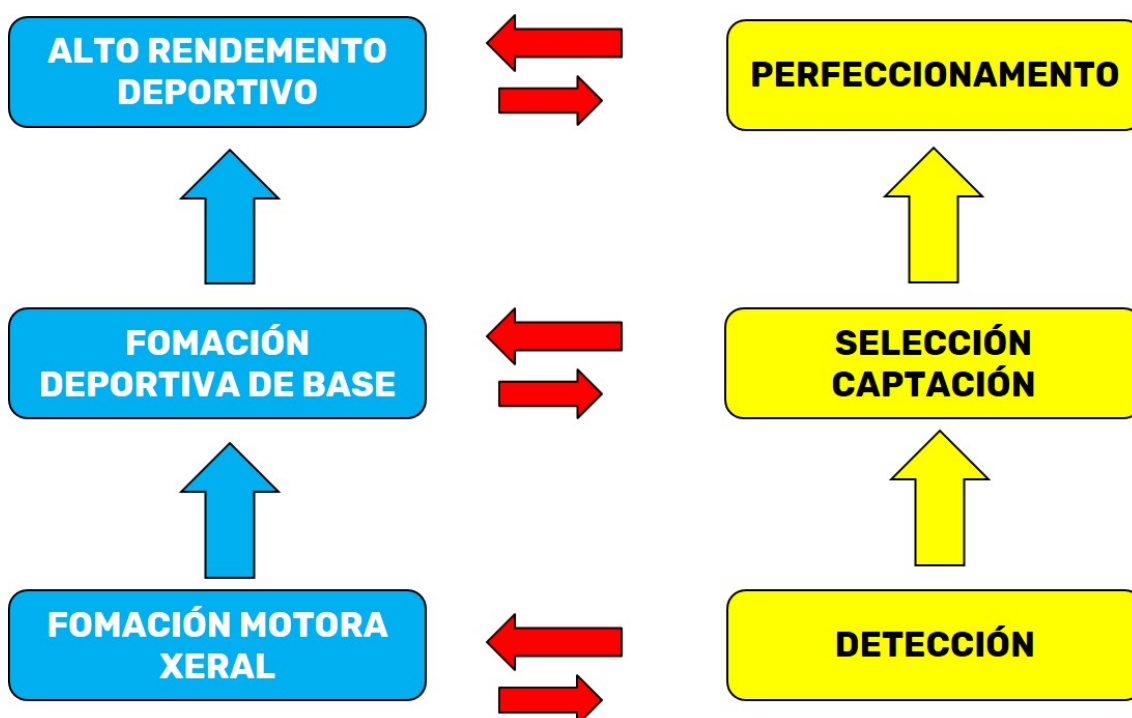 ALTO RENDEMENTO
DEPORTIVO
PERFECCIONAMENTO
FOMACIÓN
DEPORTIVA DE BASE
SELECCIÓN
CAPTACIÓN
FOMACIÓN MOTORA
XERAL
DETECCIÓN